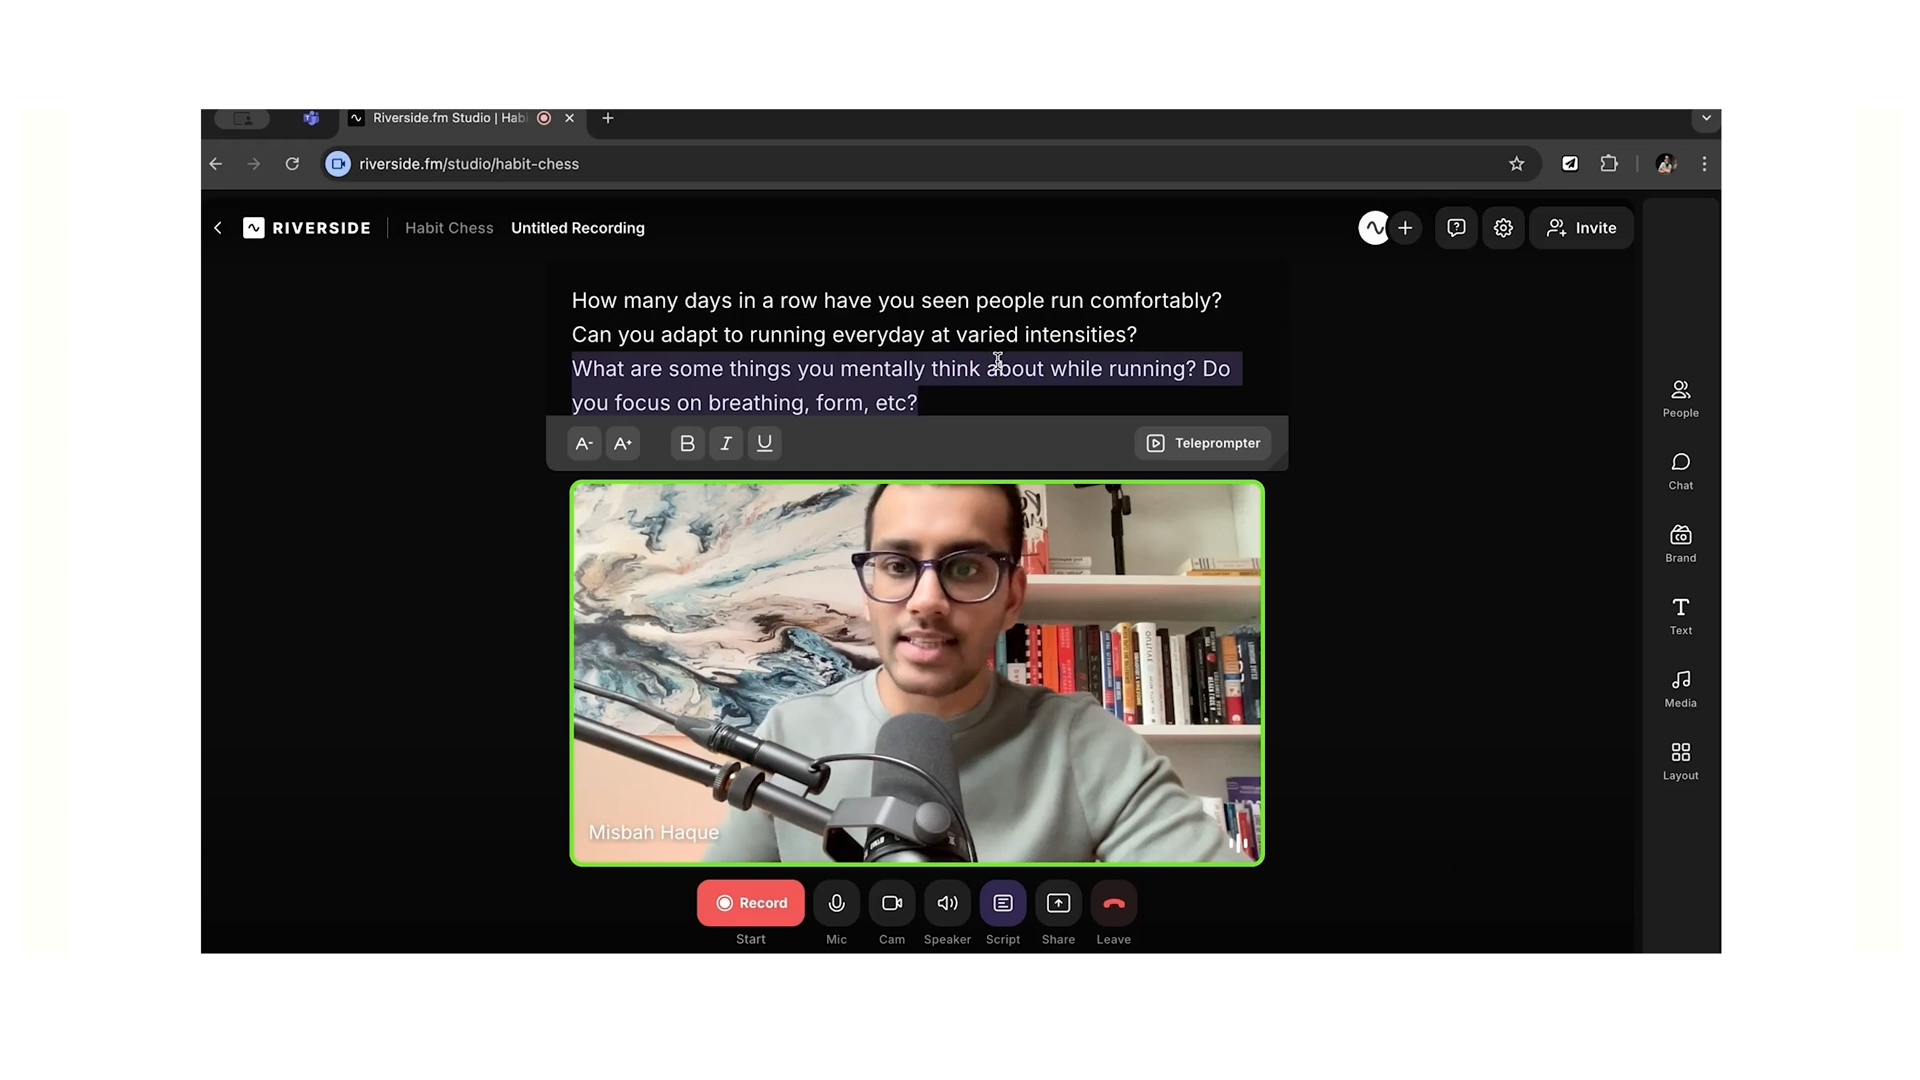 Riverside.fm Studio | Hab
riverside.fm/studio/habit-chess
RIVERSIDE
Habit Chess
Untitled Recording
Invite
How many days in a row have you seen people run comfortably?
Can you adapt to running everyday at varied intensities?
What are some things you mentally think about while running? Do
you focus on breathing, form, etc?
A- A+ B I U
Teleprompter
People
Chat
Brand
T
Text
Media
Layout
Misbah Haque
Record
Start
Mic
Cam
Speaker
Script
Share
Leave